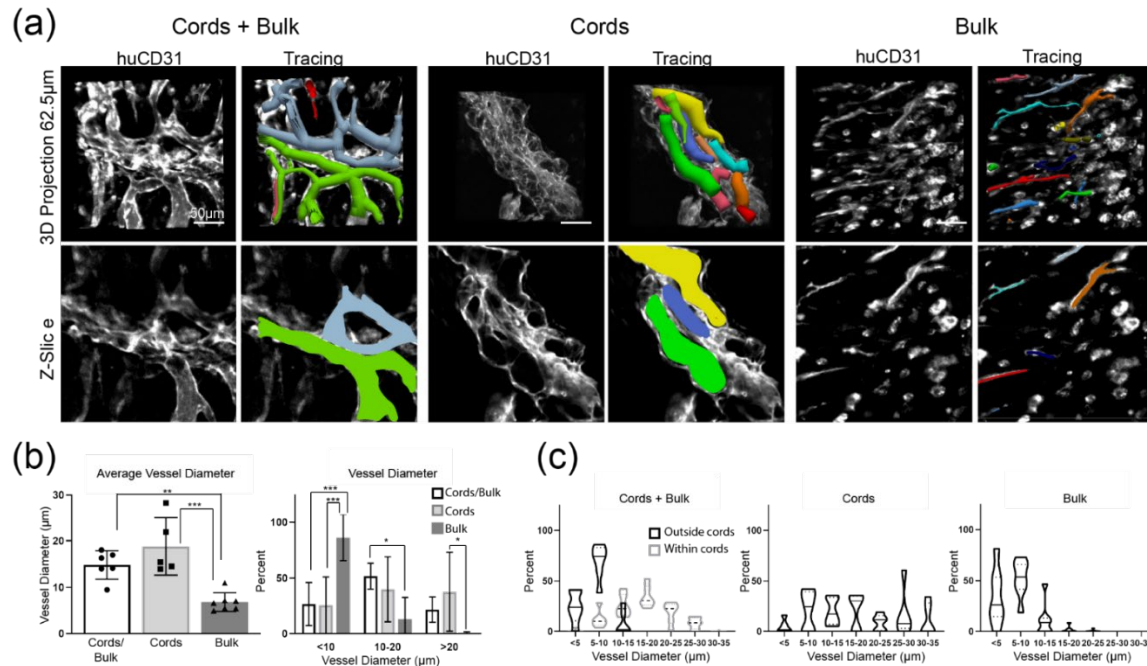 (a)
Cords + Bulk
Cords
Bulk
huCD31
Tracing
huCD31
Tracing
huCD31
Tracing
3D Projection 62.5µm
50µm
Z-Slic e
(b)
Average Vessel Diameter
Vessel Diameter (µm)
30
20
10
0
**
***
Cords/
Bulk
Cords
Bulk
Vessel Diameter
Percent
100
50
0
***
***
*
*
Cords/Bulk
Cords
Bulk
<10
10-20
>20
Vessel Diameter (µm)
(c)
Cords + Bulk
Percent
100
50
0
Outside cords
Within cords
<5 5-10 10-15 15-20 20-25 25-30 30-35
Vessel Diameter (µm)
Cords
Percent
100
50
0
<5 5-10 10-15 15-20 20-25 25-30 30-35
Vessel Diameter (µm)
Bulk
Percent
100
50
0
<5 5-10 10-15 15-20 20-25 25-30 30-35
Vessel Diameter (µm)